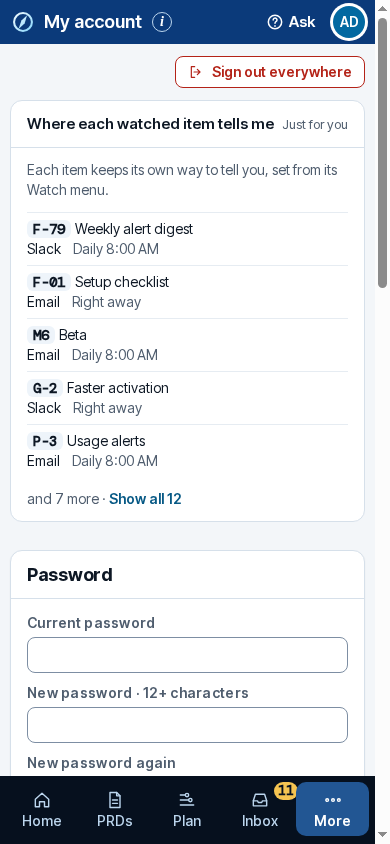 My account
i
Ask
AD
Sign out everywhere
Where each watched item tells me
Just for you
Each item keeps its own way to tell you, set from its
Watch menu.
F-79 Weekly alert digest
Slack Daily 8:00 AM
F-01 Setup checklist
Email Right away
M6 Beta
Email Daily 8:00 AM
G-2 Faster activation
Slack Right away
P-3 Usage alerts
Email Daily 8:00 AM
and 7 more · Show all 12
Password
Current password
New password · 12+ characters
New password again
Home
PRDs
Plan
11
Inbox
More